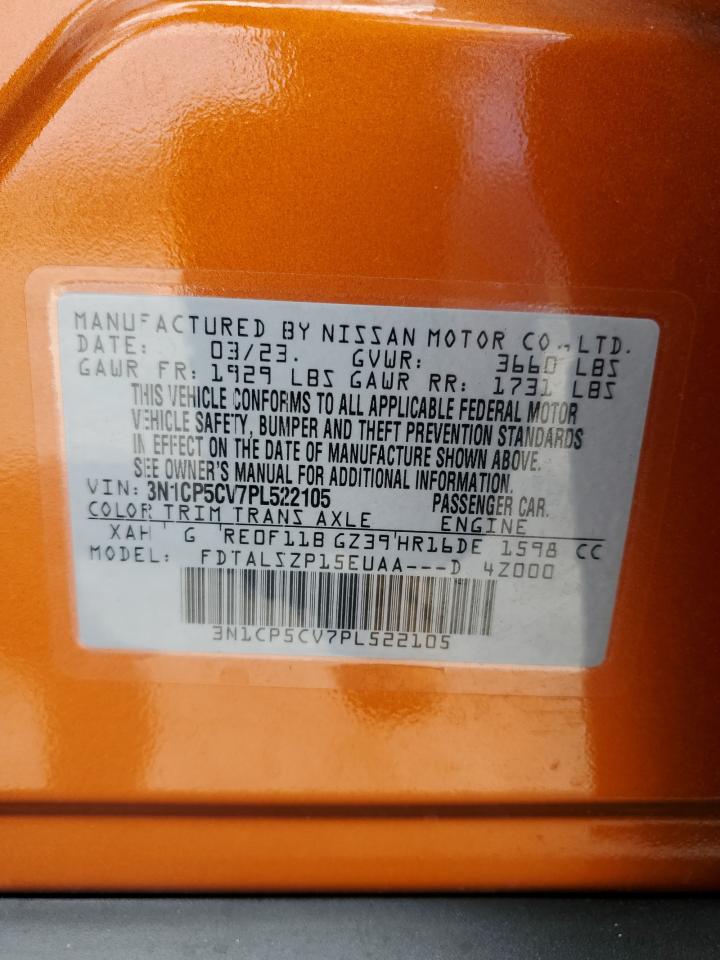 MANUFACTURED BY NISSAN MOTOR CO., LTD.
DATE: 03/23. GVWR: 3660 LBS
GAWR FR: 1929 LBS GAWR RR: 1731 LBS
THIS VEHICLE CONFORMS TO ALL APPLICABLE FEDERAL MOTOR
VEHICLE SAFETY, BUMPER AND THEFT PREVENTION STANDARDS
IN EFFECT ON THE DATE OF MANUFACTURE SHOWN ABOVE.
SEE OWNER'S MANUAL FOR ADDITIONAL INFORMATION.
VIN: 3N1CP5CV7PL522105 PASSENGER CAR.
COLOR TRIM TRANS AXLE ENGINE
XAH G RE0F11B GZ39 HR16DE 1598 CC
MODEL: FDTALSZP15EUAA---D 4Z000
3N1CP5CV7PL522105